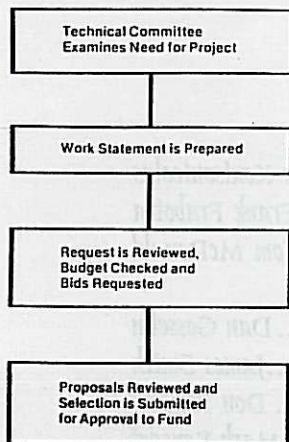 Technical Committee
Examines Need for Project
Work Statement is Prepared
Request is Reviewed,
Budget Checked and
Bids Requested
Proposals Reviewed and
Selection is Submitted
for Approval to Fund